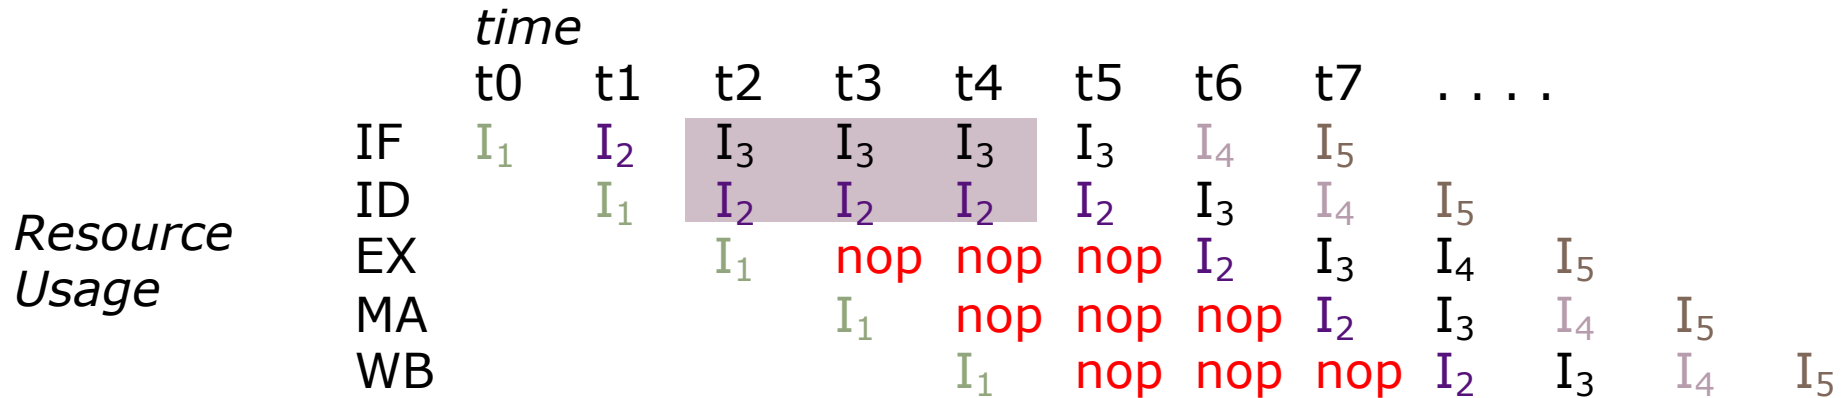 time
t0 t1 t2 t3 t4 t5 t6 t7 . . . .
IF I₁ I₂ I₃ I₃ I₃ I₃ I₄ I₅
ID I₁ I₂ I₂ I₂ I₂ I₃ I₄ I₅
Resource
Usage
EX I₁ nop nop nop I₂ I₃ I₄ I₅
MA I₁ nop nop nop I₂ I₃ I₄ I₅
WB I₁ nop nop nop I₂ I₃ I₄ I₅